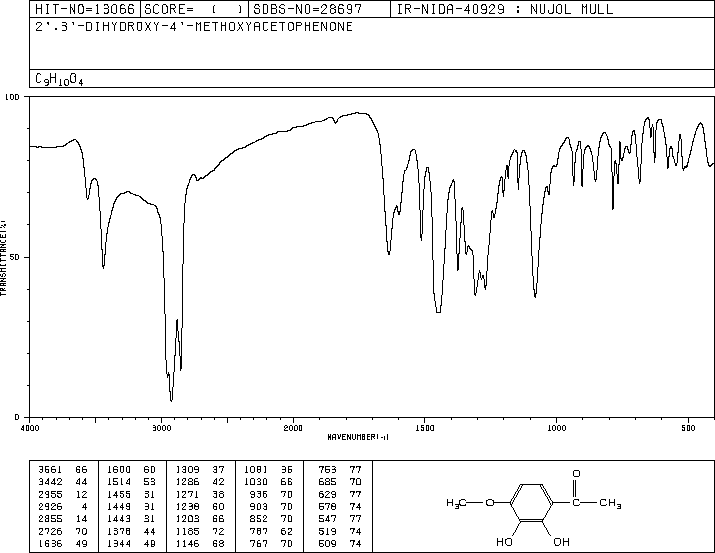 HIT-NO=13066 SCORE= ( ) SDBS-NO=28697 IR-NIDA-40929 : NUJOL MULL
2',3'-DIHYDROXY-4'-METHOXYACETOPHENONE
C9H10O4
100
50
0
TRANSMITTANCE(%)
4000 3000 2000 1500 1000 500
WAVENUMBER(-1)
3561 66 1600 60 1309 37 1081 36 753 77
3442 44 1514 53 1286 42 1030 66 685 70
2955 12 1455 31 1271 38 936 70 629 77
2926 4 1449 31 1238 60 903 70 578 74
2855 14 1443 31 1203 66 852 70 547 77
2726 70 1378 44 1185 72 787 62 519 74
1636 49 1344 49 1146 68 767 70 509 74
O
H3C O C CH3
HO OH